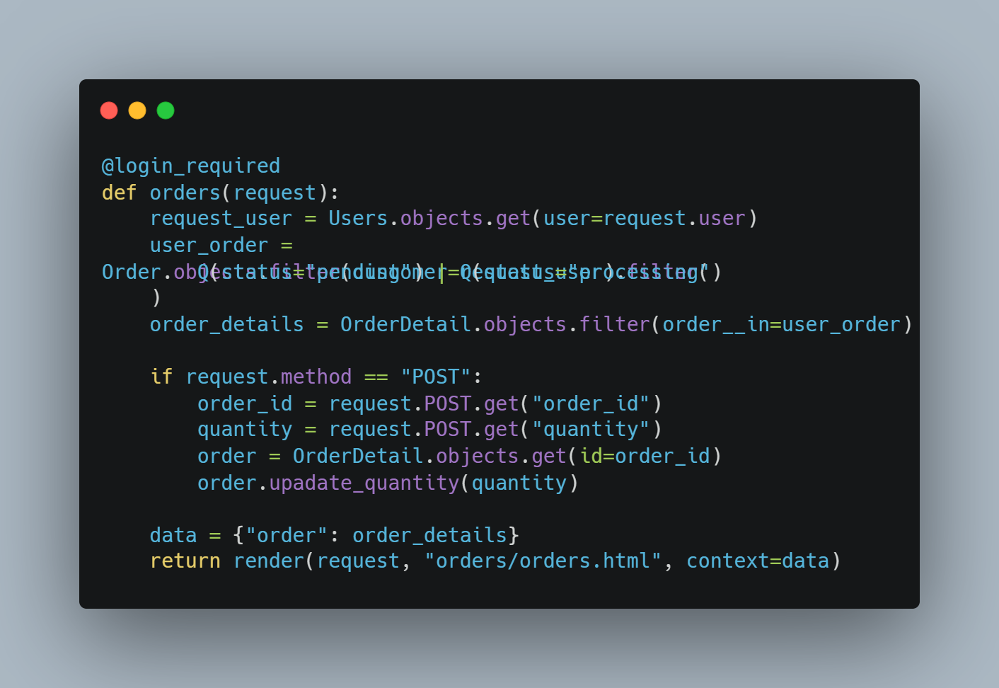 @login_required
def orders(request):
    request_user = Users.objects.get(user=request.user)
    user_order =
Order.objects.filter(customer=request_user).filter(
        Q(status="pending") | Q(status="processing")
    )
    order_details = OrderDetail.objects.filter(order__in=user_order)

    if request.method == "POST":
        order_id = request.POST.get("order_id")
        quantity = request.POST.get("quantity")
        order = OrderDetail.objects.get(id=order_id)
        order.upadate_quantity(quantity)

    data = {"order": order_details}
    return render(request, "orders/orders.html", context=data)